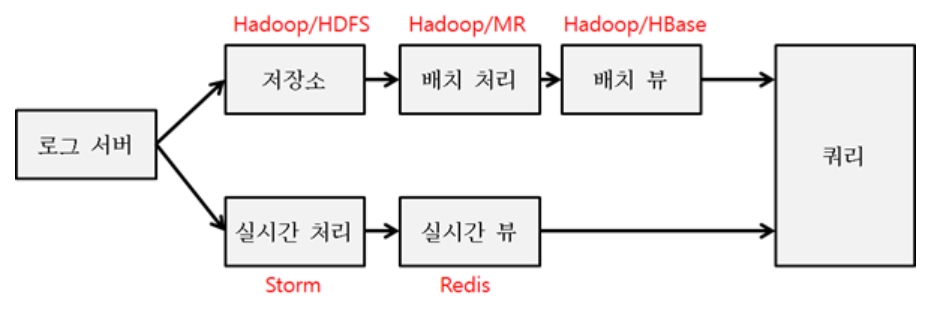 Hadoop/HDFS
Hadoop/MR
Hadoop/HBase
저장소
배치 처리
배치 뷰
로그 서버
쿼리
실시간 처리
실시간 뷰
Storm
Redis